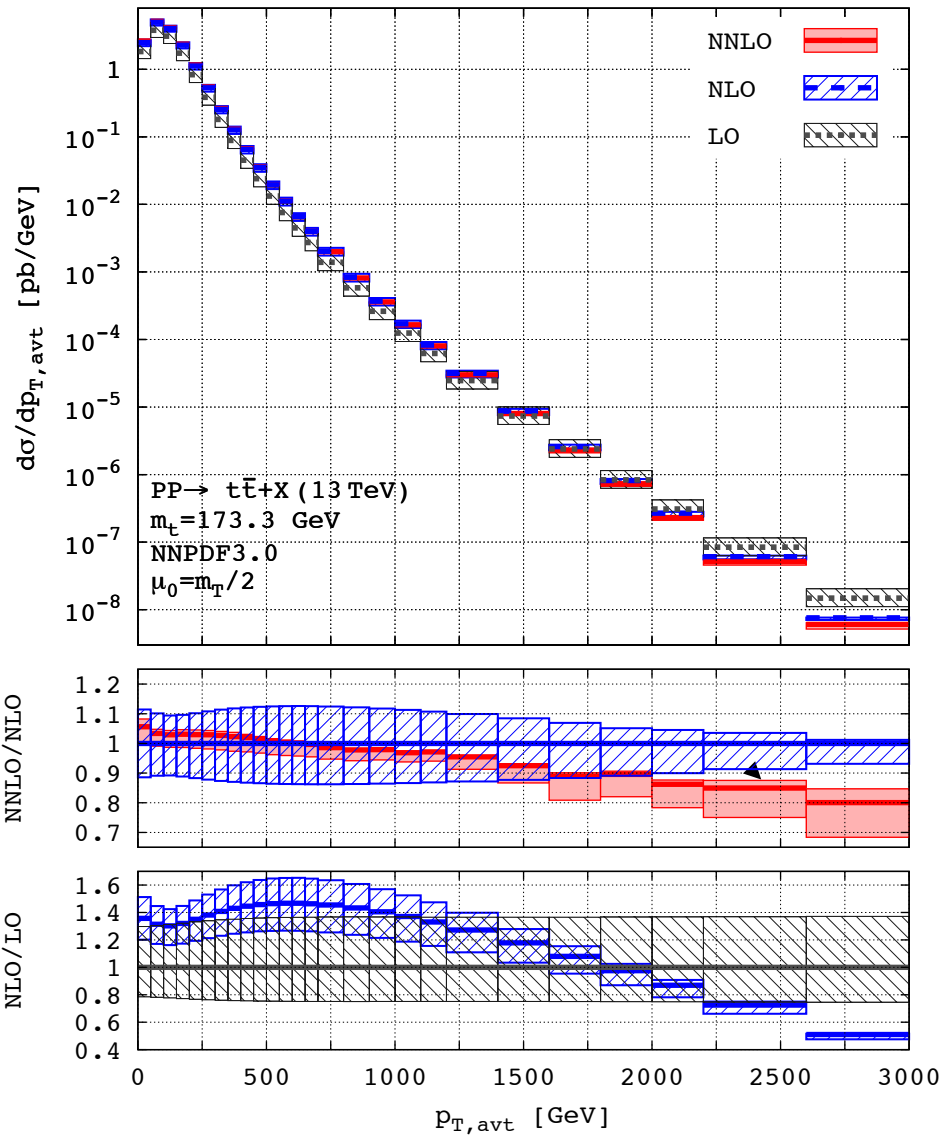 NNLO
NLO
LO
dσ/dp_{T,avt} [pb/GeV]
1
10^{-1}
10^{-2}
10^{-3}
10^{-4}
10^{-5}
10^{-6}
10^{-7}
10^{-8}
PP→ tt̄+X (13 TeV)
m_t=173.3 GeV
NNPDF3.0
μ_0=m_T/2
NNLO/NLO
1.2
1.1
1
0.9
0.8
0.7
NLO/LO
1.6
1.4
1.2
1
0.8
0.6
0.4
0 500 1000 1500 2000 2500 3000
p_{T,avt} [GeV]